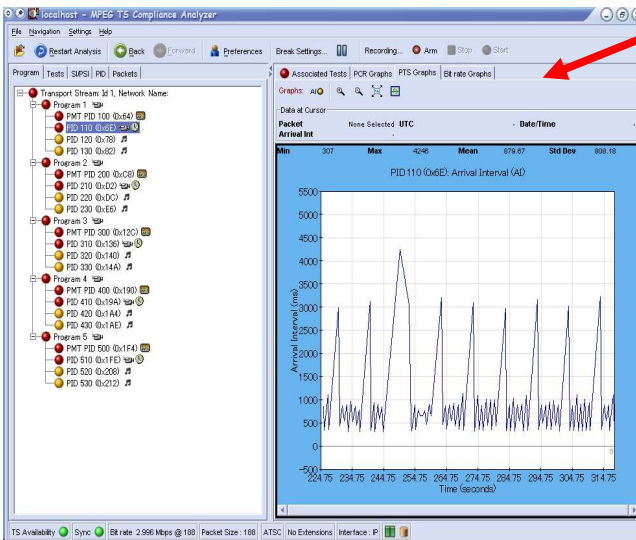 localhost - MPEG TS Compliance Analyzer
File Navigation Settings Help
Restart Analysis Back Forward Preferences Break Settings... Recording... Arm Stop Start
Program Tests SI/PSI PID Packets
Associated Tests PCR Graphs PTS Graphs Bit rate Graphs
Transport Stream: Id 1, Network Name:
Program 1
PMT PID 100 (0x64)
PID 110 (0x6E)
PID 120 (0x78)
PID 130 (0x82)
Program 2
PMT PID 200 (0xC8)
PID 210 (0xD2)
PID 220 (0xDC)
PID 230 (0xE6)
Program 3
PMT PID 300 (0x12C)
PID 310 (0x136)
PID 320 (0x140)
PID 330 (0x14A)
Program 4
PMT PID 400 (0x190)
PID 410 (0x19A)
PID 420 (0x1A4)
PID 430 (0x1AE)
Program 5
PMT PID 500 (0x1F4)
PID 510 (0x1FE)
PID 520 (0x208)
PID 530 (0x212)
Graphs: AI
Data at Cursor
Packet None Selected UTC - Date/Time -
Arrival Int -
Min 307 Max 4246 Mean 879.67 Std Dev 808.18
PID 110 (0x6E): Arrival Interval (AI)
Arrival Interval (ms)
5500
5000
4500
4000
3500
3000
2500
2000
1500
1000
500
0
-500
0
224.75 234.75 244.75 254.75 264.75 274.75 284.75 294.75 304.75 314.75
Time (seconds)
TS Availability Sync Bit rate 2.996 Mbps @ 188 Packet Size : 188 ATSC No Extensions Interface : IP